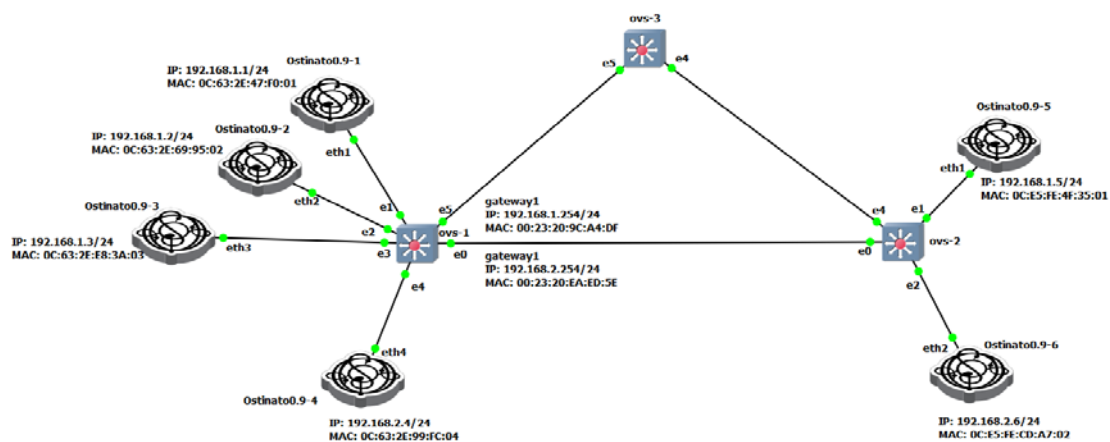 ovs-3
e5
e4
Ostinato0.9-1
IP: 192.168.1.1/24
MAC: 0C:63:2E:47:F0:01
eth1
Ostinato0.9-2
IP: 192.168.1.2/24
MAC: 0C:63:2E:69:95:02
eth2
Ostinato0.9-3
IP: 192.168.1.3/24
MAC: 0C:63:2E:E8:3A:03
eth3
e1
e2
e3
e5
ovs-1
e0
e4
gateway1
IP: 192.168.1.254/24
MAC: 00:23:20:9C:A4:DF
gateway1
IP: 192.168.2.254/24
MAC: 00:23:20:EA:ED:5E
eth4
Ostinato0.9-4
IP: 192.168.2.4/24
MAC: 0C:63:2E:99:FC:04
Ostinato0.9-5
eth1
IP: 192.168.1.5/24
MAC: 0C:E5:FE:4F:35:01
e4
e1
ovs-2
e0
e2
eth2
Ostinato0.9-6
IP: 192.168.2.6/24
MAC: 0C:E5:FE:CD:A7:02